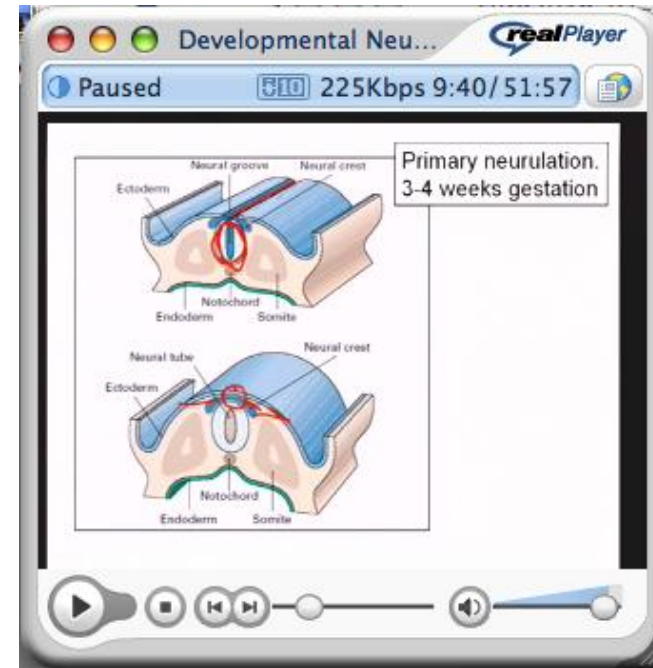 Developmental Neu...
realPlayer
Paused
225Kbps 9:40/51:57
Primary neurulation.
3-4 weeks gestation
Neural groove
Neural crest
Ectoderm
Notochord
Endoderm
Somite
Neural crest
Neural tube
Ectoderm
Notochord
Endoderm
Somite